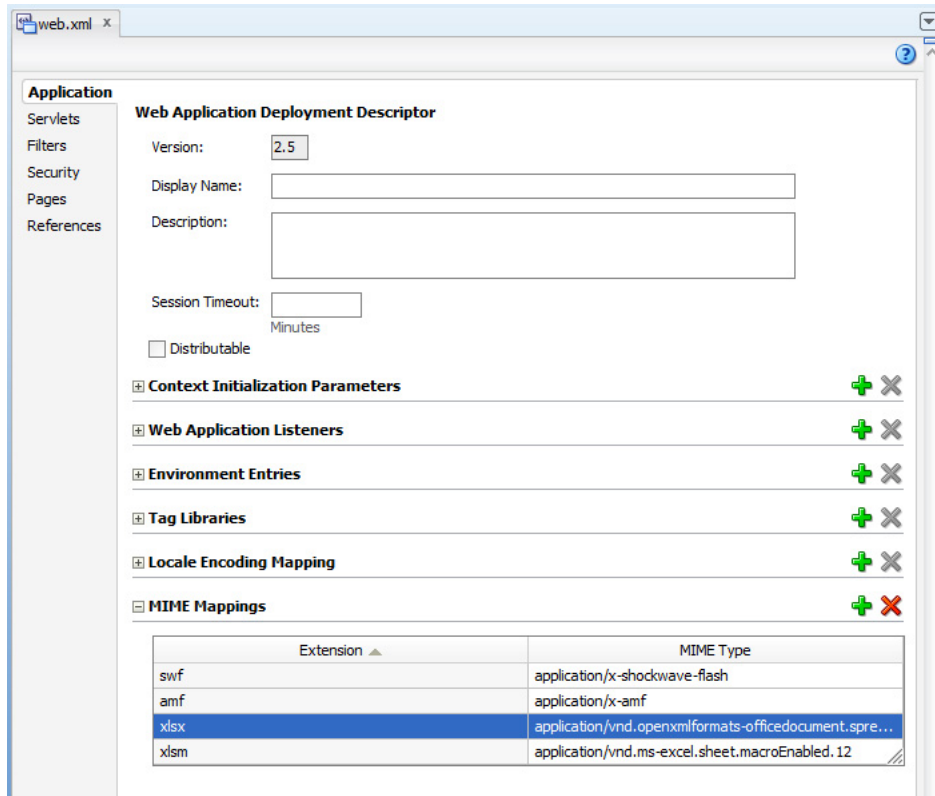 web.xml x
Application
Servlets
Filters
Security
Pages
References
Web Application Deployment Descriptor
Version: 2.5
Display Name:
Description:
Session Timeout:
Minutes
Distributable
Context Initialization Parameters
Web Application Listeners
Environment Entries
Tag Libraries
Locale Encoding Mapping
MIME Mappings
Extension MIME Type
swf application/x-shockwave-flash
amf application/x-amf
xlsx application/vnd.openxmlformats-officedocument.spre...
xlsm application/vnd.ms-excel.sheet.macroEnabled.12